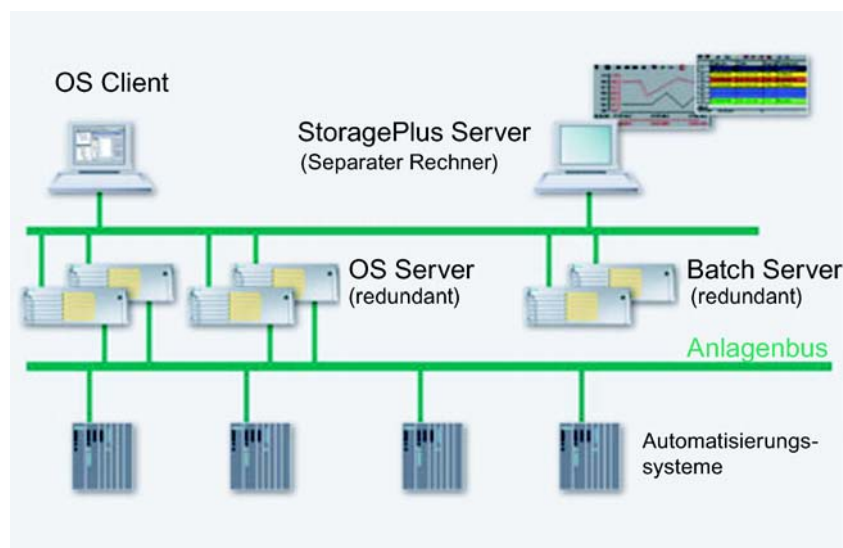 OS Client
StoragePlus Server
(Separater Rechner)
OS Server
(redundant)
Batch Server
(redundant)
Anlagenbus
Automatisierungs-
systeme